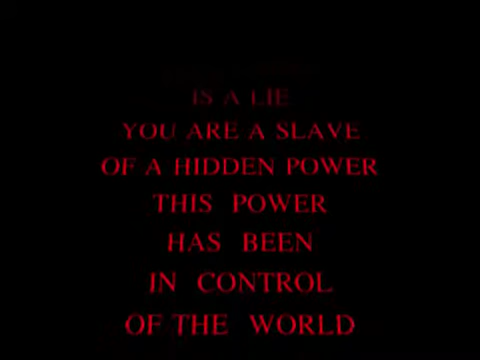 IS A LIE
YOU ARE A SLAVE
OF A HIDDEN POWER
THIS POWER
HAS BEEN
IN CONTROL
OF THE WORLD